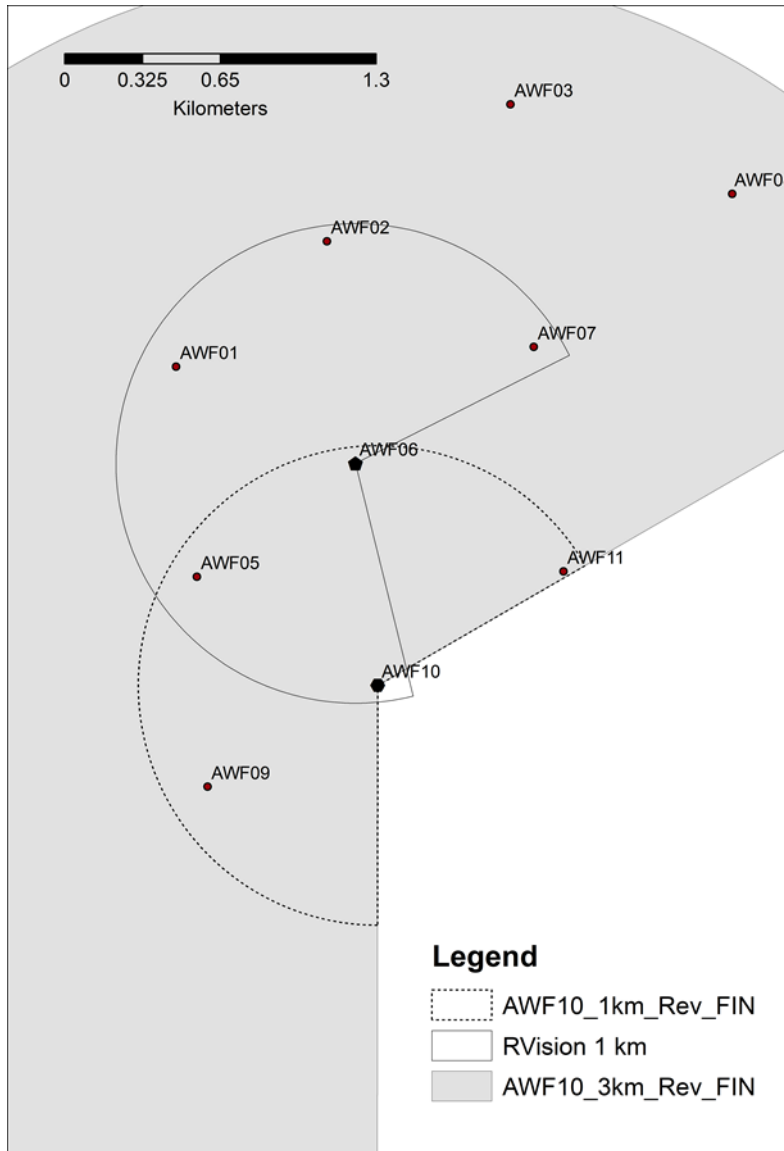 0 0.325 0.65 1.3
Kilometers
AWF03
AWF0
AWF02
AWF07
AWF01
AWF06
AWF11
AWF05
AWF10
AWF09
Legend
AWF10_1km_Rev_FIN
RVision 1 km
AWF10_3km_Rev_FIN